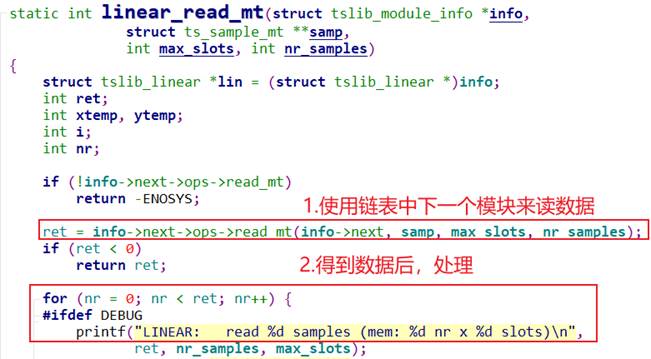 static int linear_read_mt(struct tslib_module_info *info,
struct ts_sample_mt **samp,
int max_slots, int nr_samples)
{
struct tslib_linear *lin = (struct tslib_linear *)info;
int ret;
int xtemp, ytemp;
int i;
int nr;
if (!info->next->ops->read_mt)
return -ENOSYS;
1.使用链表中下一个模块来读数据
ret = info->next->ops->read_mt(info->next, samp, max_slots, nr_samples);
if (ret < 0)
return ret;
2.得到数据后，处理
for (nr = 0; nr < ret; nr++) {
#ifdef DEBUG
printf("LINEAR: read %d samples (mem: %d nr x %d slots)\n",
ret, nr_samples, max_slots);